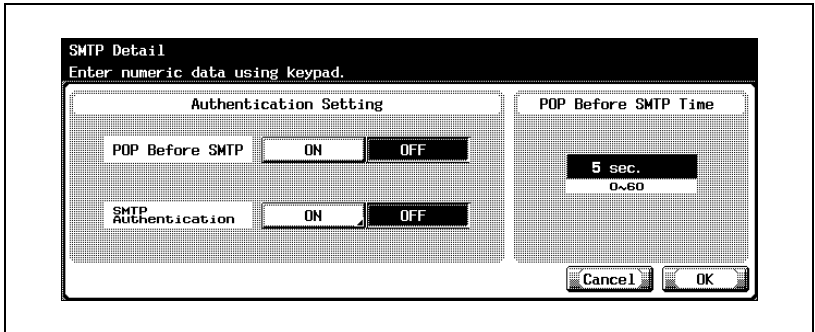 SMTP Detail
Enter numeric data using keypad.
Authentication Setting
POP Before SMTP ON OFF
SMTP
Authentication ON OFF
POP Before SMTP Time
5 sec.
0~60
Cancel OK